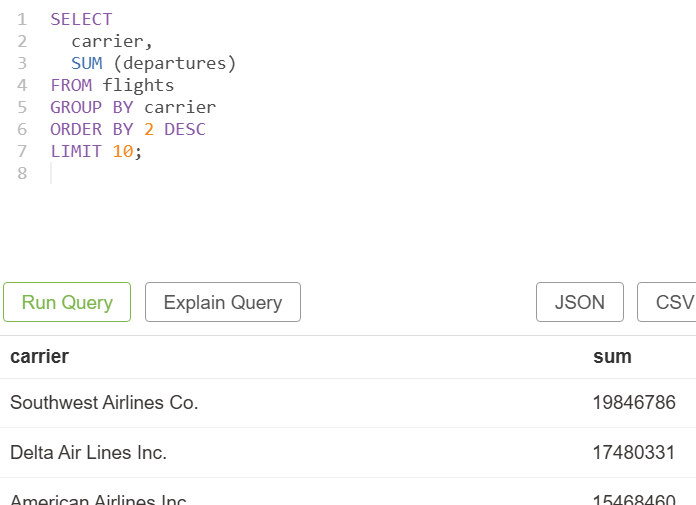 1 SELECT
2 carrier,
3 SUM (departures)
4 FROM flights
5 GROUP BY carrier
6 ORDER BY 2 DESC
7 LIMIT 10;
8
Run Query Explain Query JSON CSV
carrier sum
Southwest Airlines Co. 19846786
Delta Air Lines Inc. 17480331
American Airlines Inc. 15468460